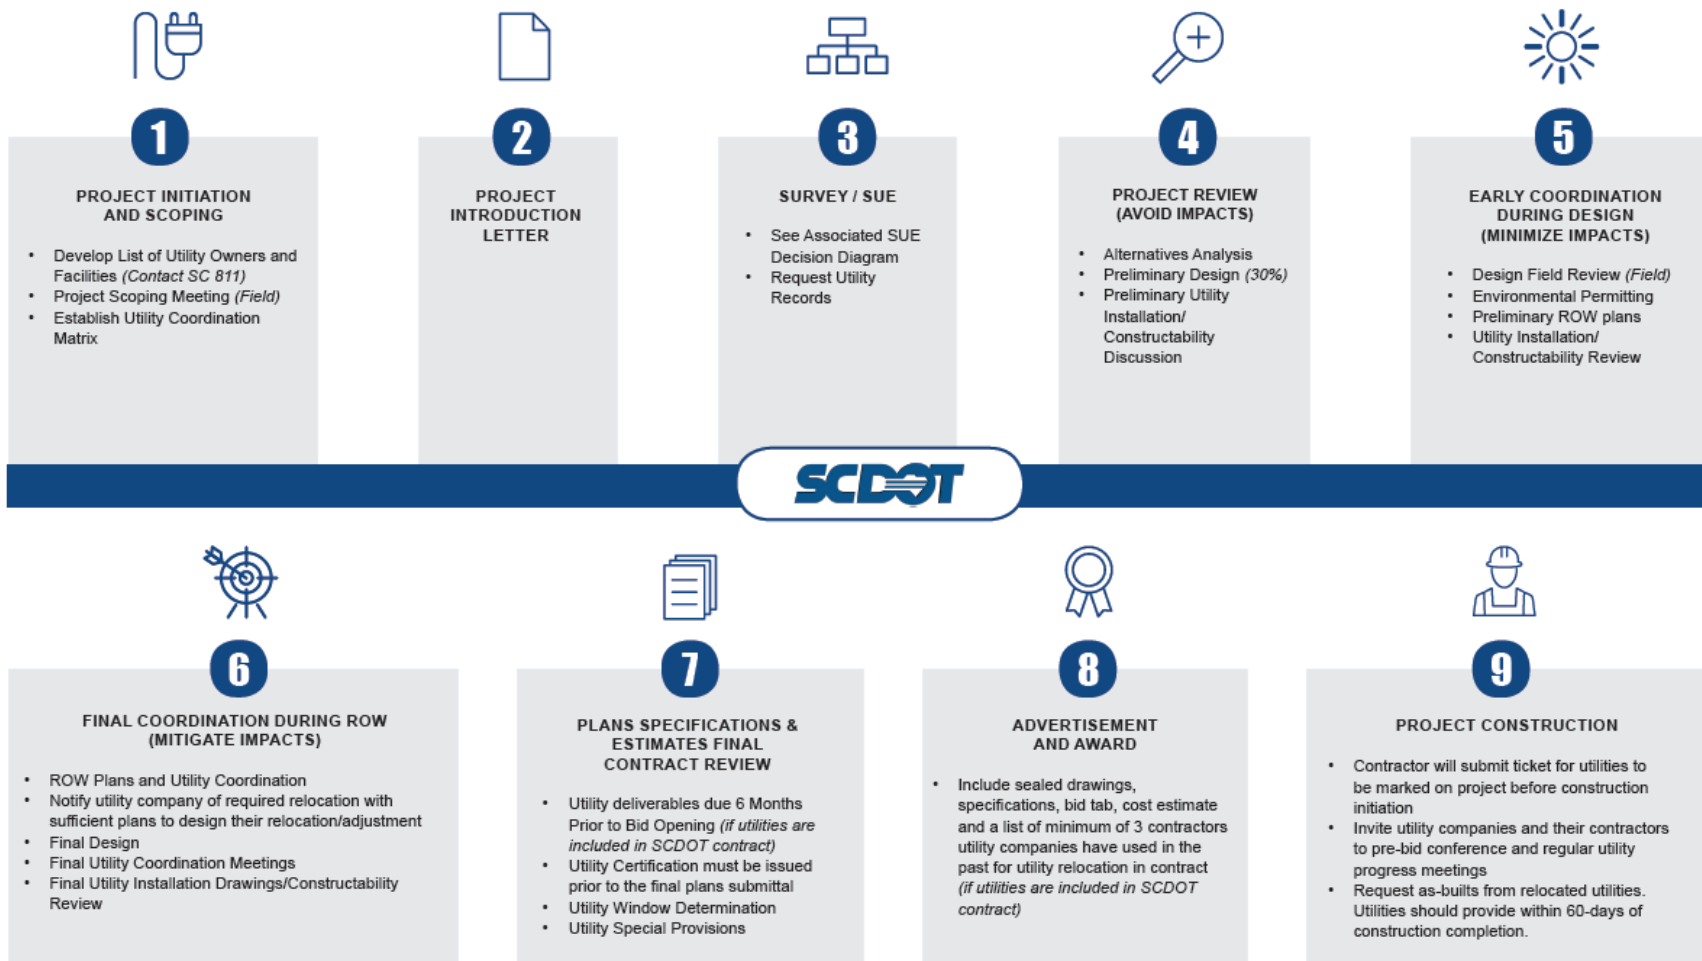 1
PROJECT INITIATION
AND SCOPING
• Develop List of Utility Owners and
Facilities (Contact SC 811)
• Project Scoping Meeting (Field)
• Establish Utility Coordination
Matrix
2
PROJECT
INTRODUCTION
LETTER
3
SURVEY / SUE
• See Associated SUE
Decision Diagram
• Request Utility
Records
4
PROJECT REVIEW
(AVOID IMPACTS)
• Alternatives Analysis
• Preliminary Design (30%)
• Preliminary Utility
Installation/
Constructability
Discussion
5
EARLY COORDINATION
DURING DESIGN
(MINIMIZE IMPACTS)
• Design Field Review (Field)
• Environmental Permitting
• Preliminary ROW plans
• Utility Installation/
Constructability Review
SCDOT
6
FINAL COORDINATION DURING ROW
(MITIGATE IMPACTS)
• ROW Plans and Utility Coordination
• Notify utility company of required relocation with
sufficient plans to design their relocation/adjustment
• Final Design
• Final Utility Coordination Meetings
• Final Utility Installation Drawings/Constructability
Review
7
PLANS SPECIFICATIONS &
ESTIMATES FINAL
CONTRACT REVIEW
• Utility deliverables due 6 Months
Prior to Bid Opening (if utilities are
included in SCDOT contract)
• Utility Certification must be issued
prior to the final plans submittal
• Utility Window Determination
• Utility Special Provisions
8
ADVERTISEMENT
AND AWARD
• Include sealed drawings,
specifications, bid tab, cost estimate
and a list of minimum of 3 contractors
utility companies have used in the
past for utility relocation in contract
(if utilities are included in SCDOT
contract)
9
PROJECT CONSTRUCTION
• Contractor will submit ticket for utilities to
be marked on project before construction
initiation
• Invite utility companies and their contractors
to pre-bid conference and regular utility
progress meetings
• Request as-builts from relocated utilities.
Utilities should provide within 60-days of
construction completion.